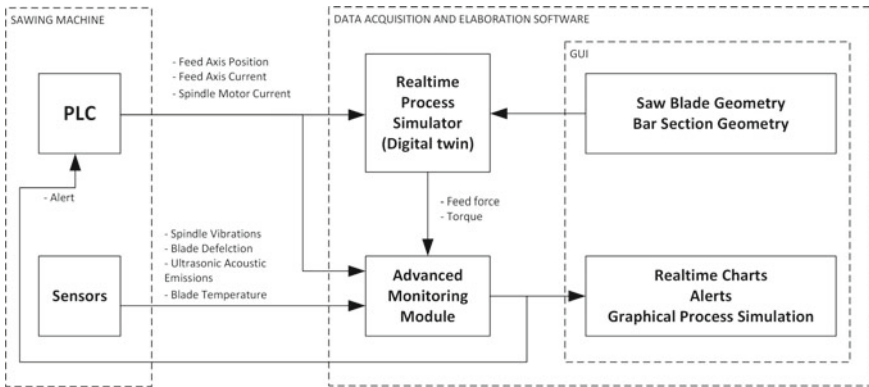 SAWING MACHINE
DATA ACQUISITION AND ELABORATION SOFTWARE
GUI
- Feed Axis Position
- Feed Axis Current
- Spindle Motor Current
PLC
Realtime
Process
Simulator
(Digital twin)
Saw Blade Geometry
Bar Section Geometry
- Alert
- Feed force
- Torque
- Spindle Vibrations
- Blade Defelction
- Ultrasonic Acoustic
Emissions
- Blade Temperature
Sensors
Advanced
Monitoring
Module
Realtime Charts
Alerts
Graphical Process Simulation